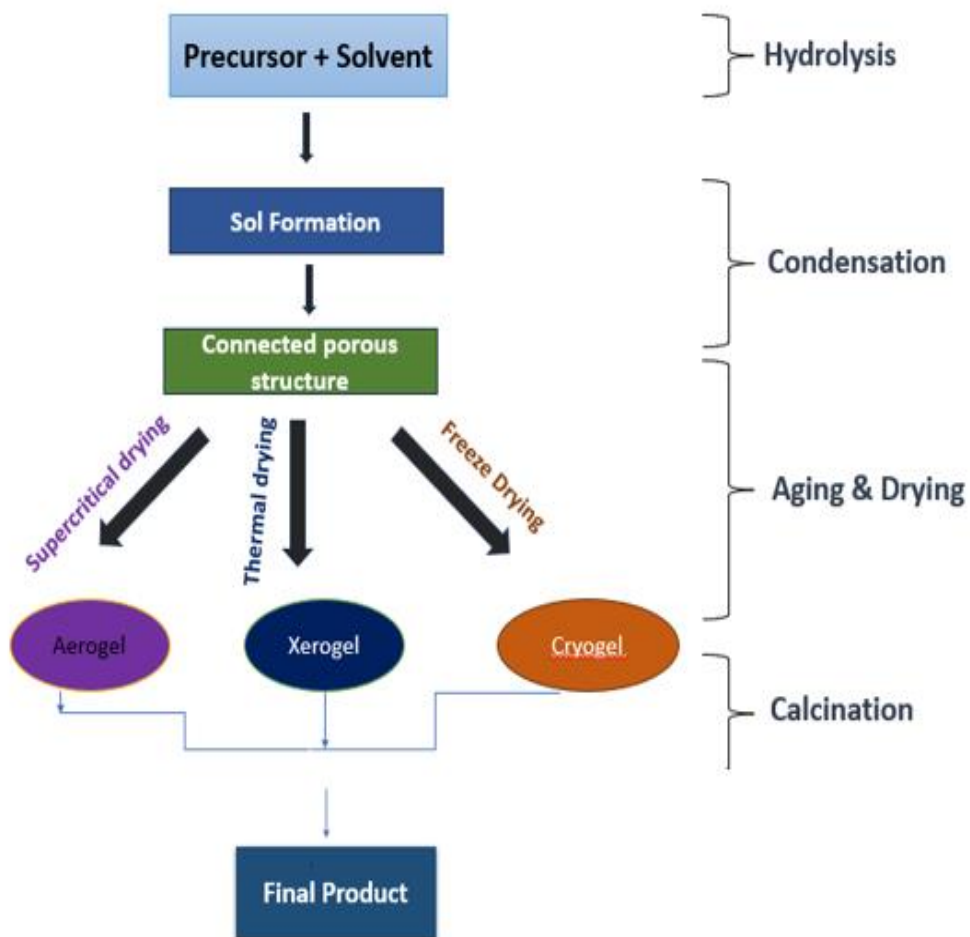 Precursor + Solvent
Hydrolysis
Sol Formation
Condensation
Connected porous
structure
Supercritical drying
Thermal drying
Freeze Drying
Aging & Drying
Aerogel
Xerogel
Cryogel
Calcination
Final Product